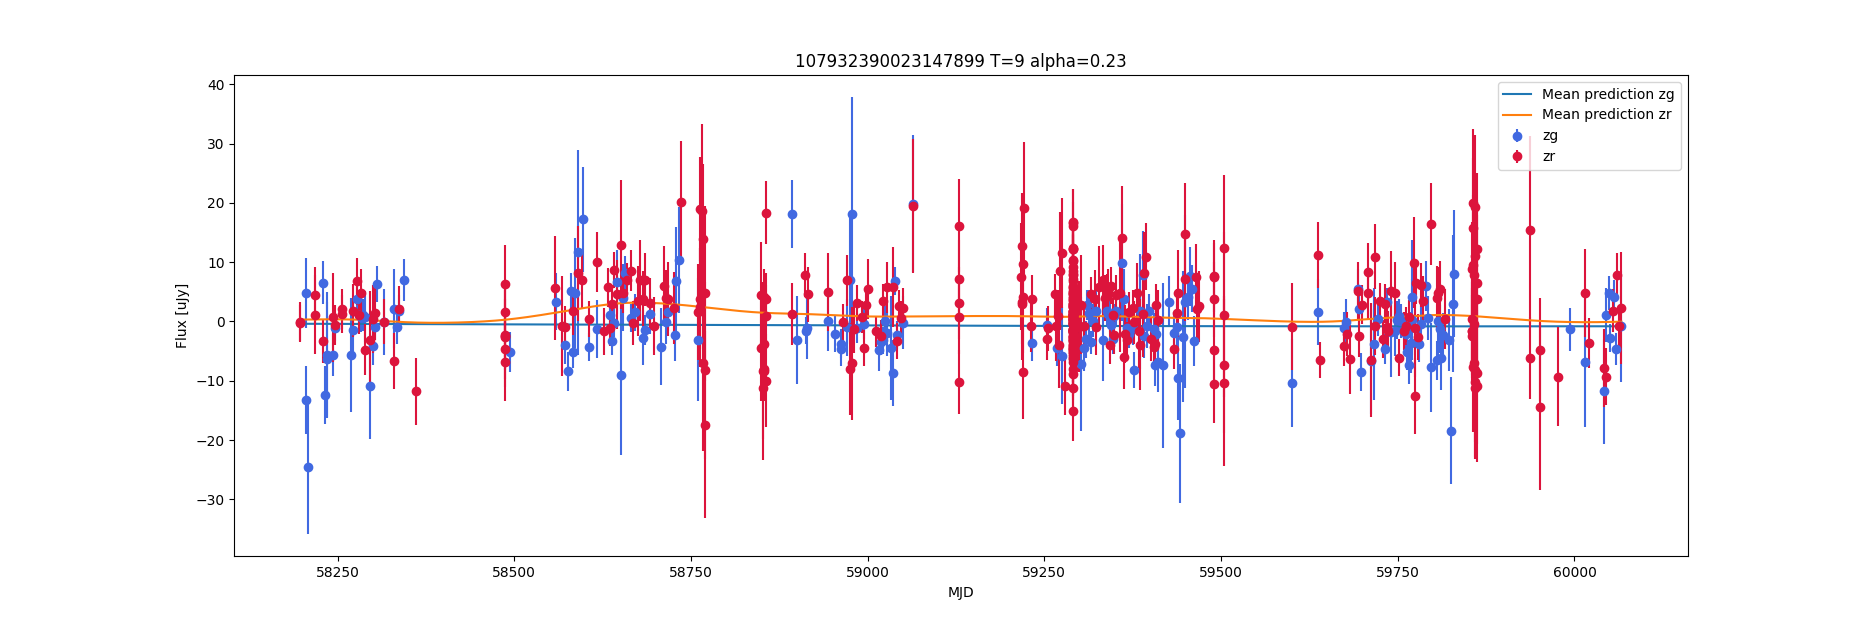 107932390023147899 T=9 alpha=0.23
Mean prediction zg
Mean prediction zr
zg
zr
Flux [uJy]
40
30
20
10
0
−10
−20
−30
58250 58500 58750 59000 59250 59500 59750 60000
MJD